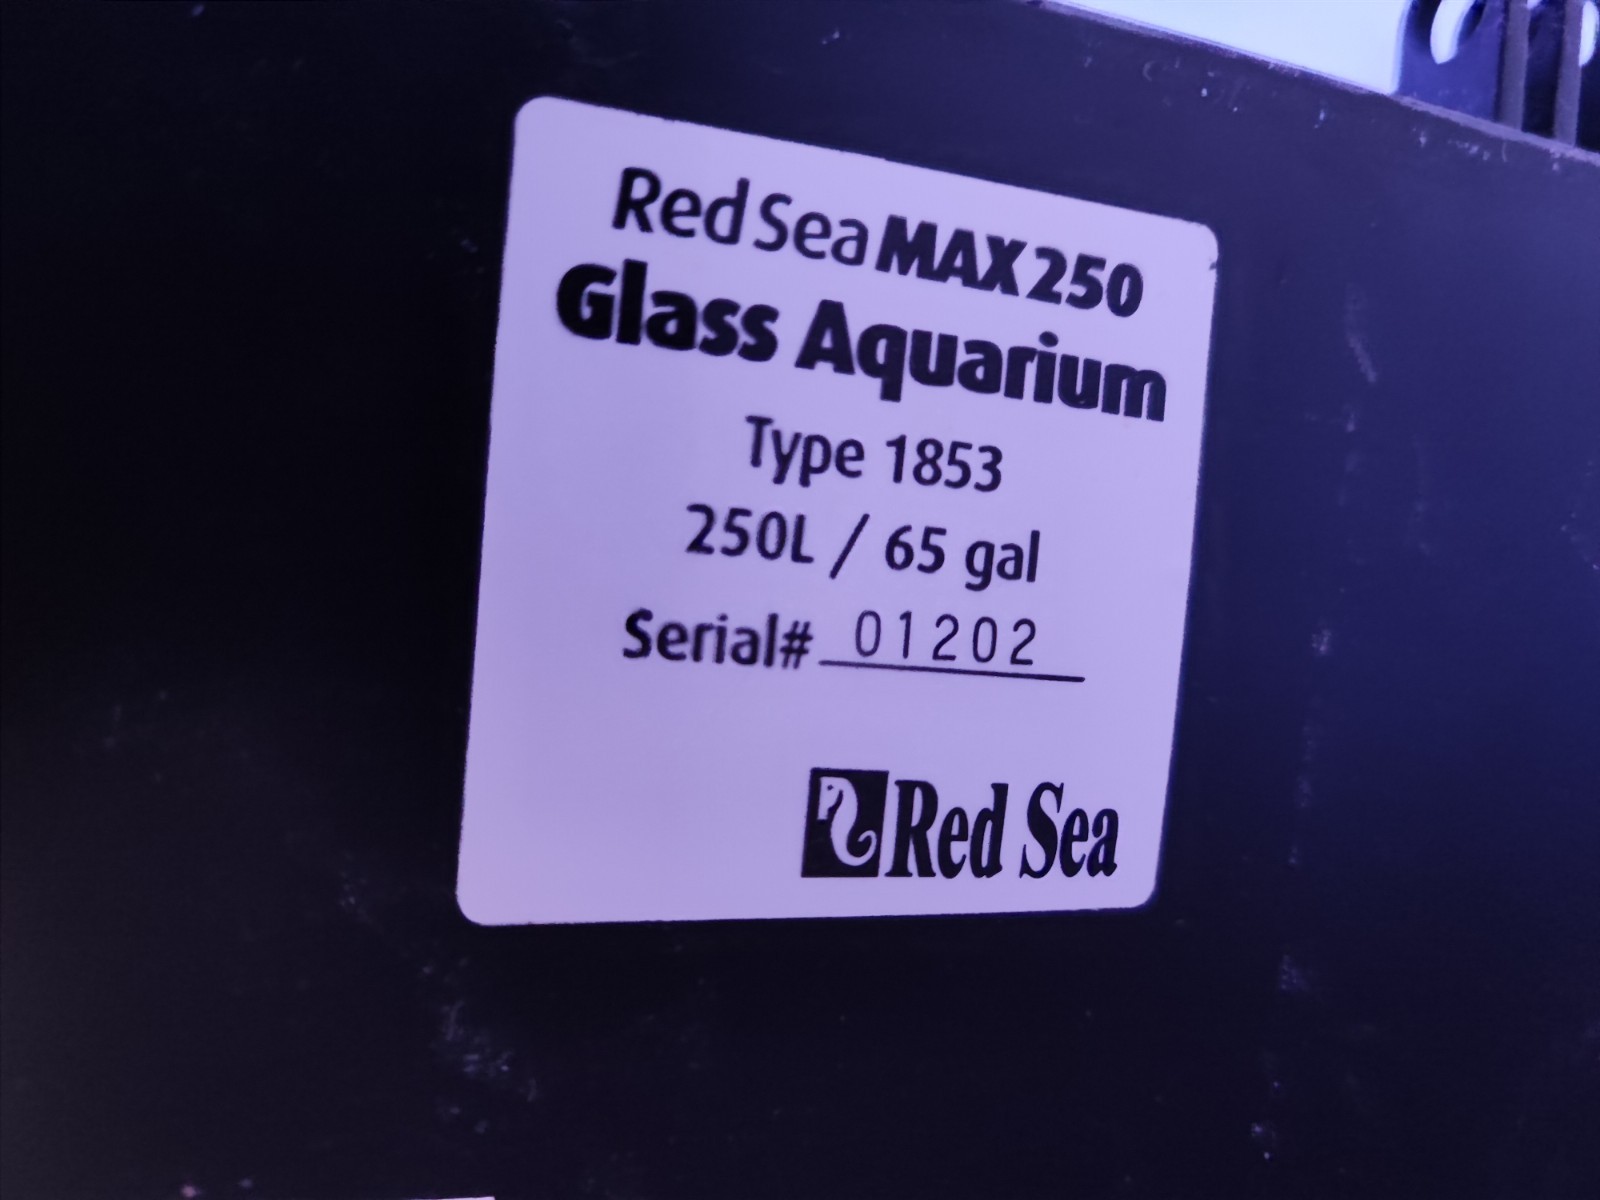 Red Sea MAX 250
Glass Aquarium
Type 1853
250L / 65 gal
Serial# 01202
Red Sea